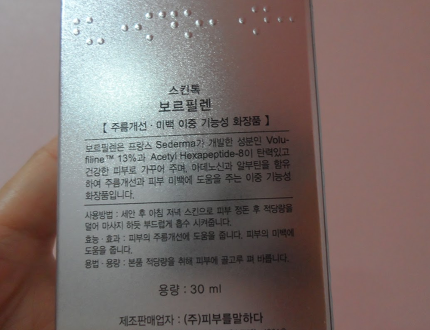 스킨톡
보르필렌
[ 주름개선 · 미백 이중 기능성 화장품 ]
보르필렌은 프랑스 Sederma가 개발한 성분인 Volu-
filine™ 13%과 Acetyl Hexapeptide-8이 탄력있고
건강한 피부로 가꾸어 주며, 아데노신과 알부틴을 함유
하여 주름개선과 피부 미백에 도움을 주는 이중 기능성
화장품입니다.
사용방법 : 세안 후 아침 저녁 스킨으로 피부 정돈 후 적당량을
덜어 마사지 하듯 부드럽게 흡수 시켜줍니다.
효능 · 효과 : 피부의 주름개선에 도움을 줍니다. 피부의 미백에
도움을 줍니다.
용법 · 용량 : 본품 적당량을 취해 피부에 골고루 펴 바릅니다.
용량 : 30 ml
제조판매업자 : (주)피부를말하다